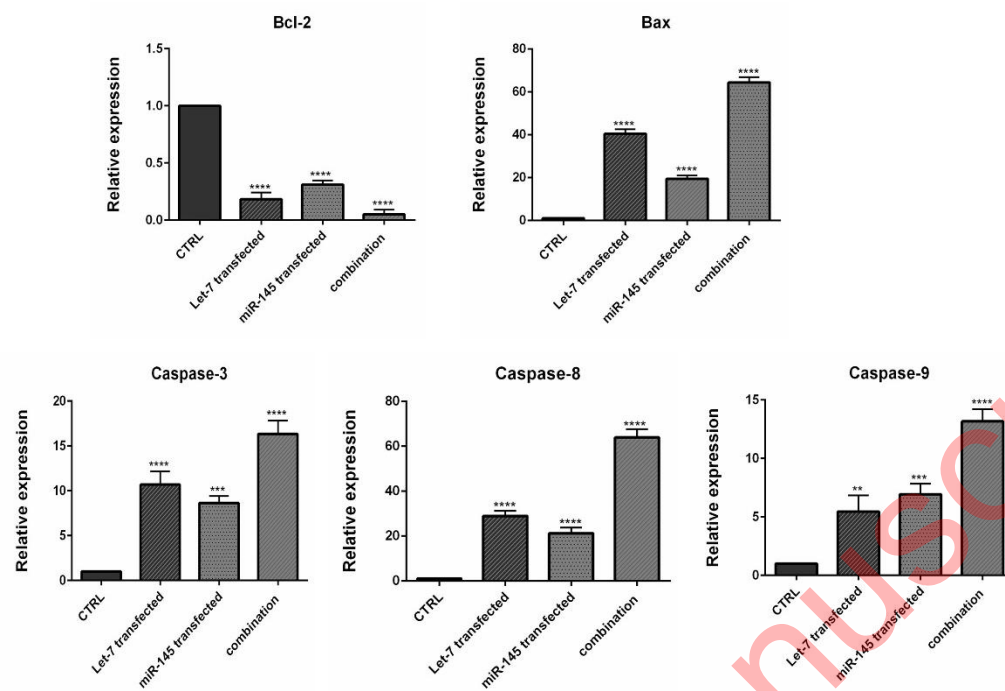 Bcl-2
Relative expression
1.5
1.0
0.5
0.0
****
****
****
CTRL
Let-7 transfected
miR-145 transfected
combination
Bax
Relative expression
80
60
40
20
0
****
****
****
CTRL
Let-7 transfected
miR-145 transfected
combination
Caspase-3
Relative expression
20
15
10
5
0
****
***
****
CTRL
Let-7 transfected
miR-145 transfected
combination
Caspase-8
Relative expression
80
60
40
20
0
****
****
****
CTRL
Let-7 transfected
miR-145 transfected
combination
Caspase-9
Relative expression
15
10
5
0
**
***
****
CTRL
Let-7 transfected
miR-145 transfected
combination
nusc